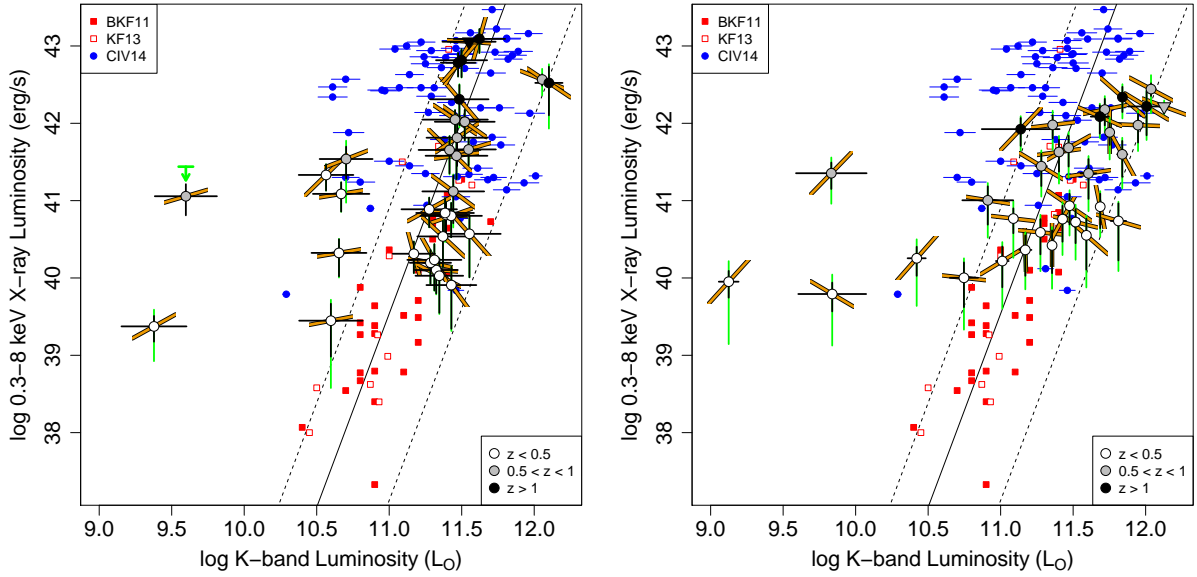 BKF11
KF13
CIV14
log 0.3−8 keV X−ray Luminosity (erg/s)
43
42
41
40
39
38
z < 0.5
0.5 < z < 1
z > 1
9.0 9.5 10.0 10.5 11.0 11.5 12.0
log K−band Luminosity (LO)
BKF11
KF13
CIV14
log 0.3−8 keV X−ray Luminosity (erg/s)
43
42
41
40
39
38
z < 0.5
0.5 < z < 1
z > 1
9.0 9.5 10.0 10.5 11.0 11.5 12.0
log K−band Luminosity (LO)